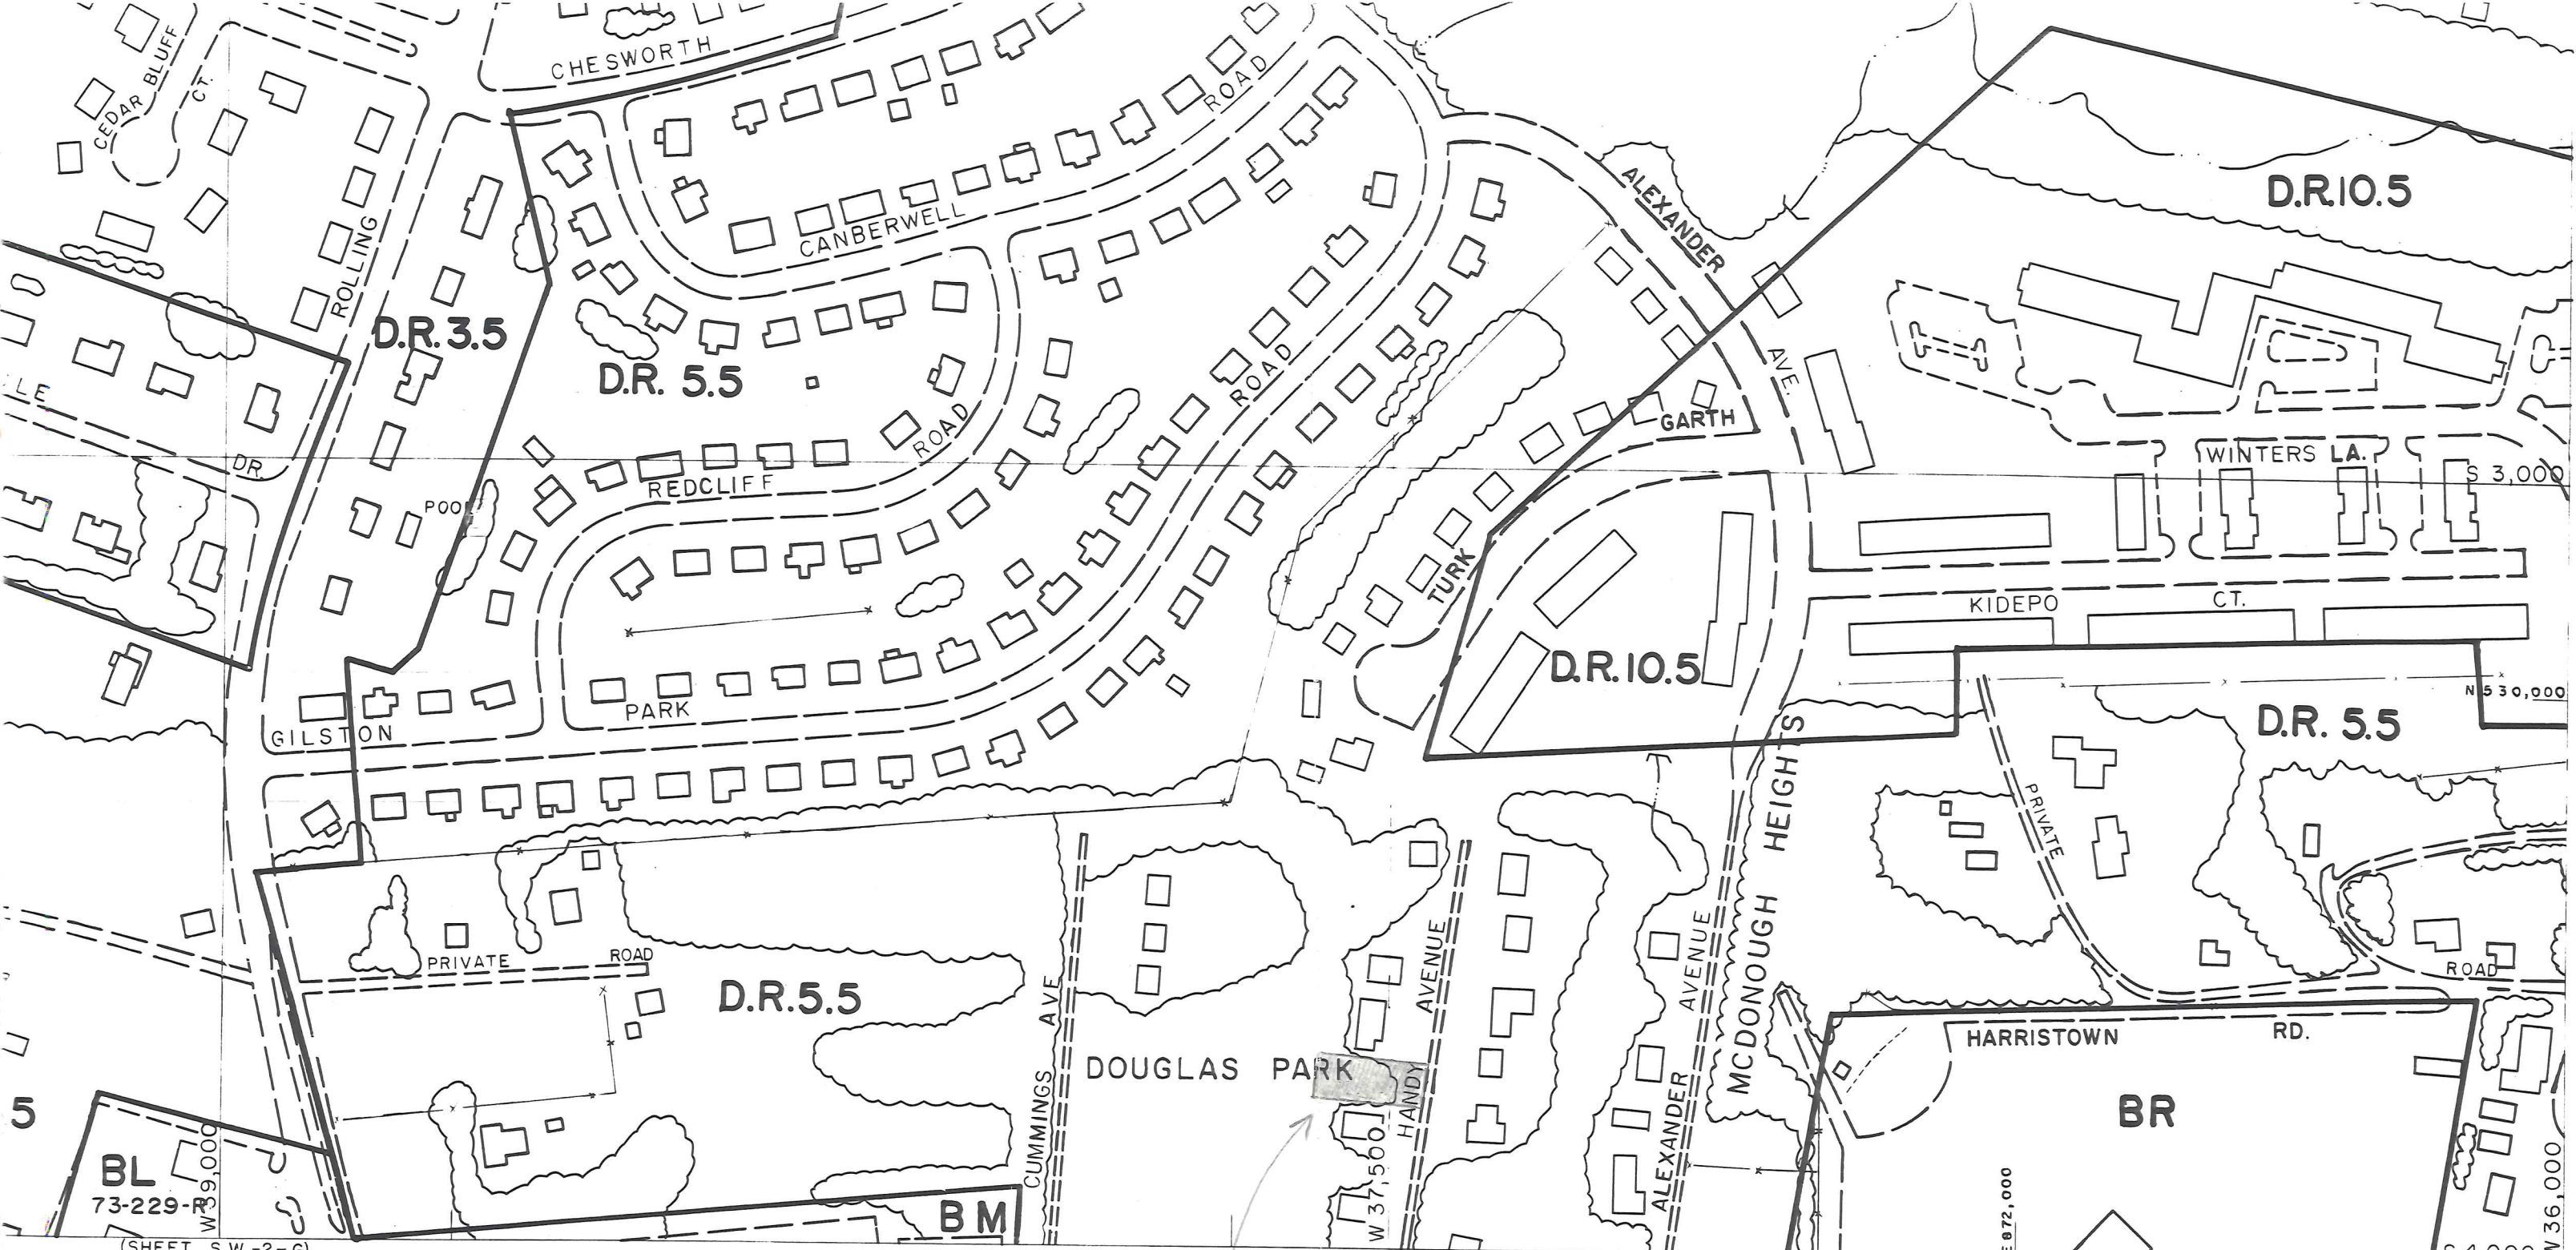 CHESWORTH
CEDAR BLUFF
CT.
ROAD
ALEXANDER
D.R.10.5
CANBERWELL
ROLLING
D.R. 3.5
D.R. 5.5
ROAD
AVE.
LE
DR.
GARTH
ROAD
WINTERS LA.
S 3,000
REDCLIFF
POOL
TURK
KIDEPO
CT.
D.R.10.5
N 530,000
PARK
GILSTON
D.R. 5.5
MCDONOUGH HEIGHTS
PRIVATE
PRIVATE ROAD
ROAD
D.R.5.5
CUMMINGS AVE
AVENUE
HANDY
AVENUE
ALEXANDER
HARRISTOWN RD.
DOUGLAS PARK
5
BR
BL
73-229-R
W 39,000
BM
W 37,500
E 872,000
W 36,000
(SHEET S.W.-2-G)